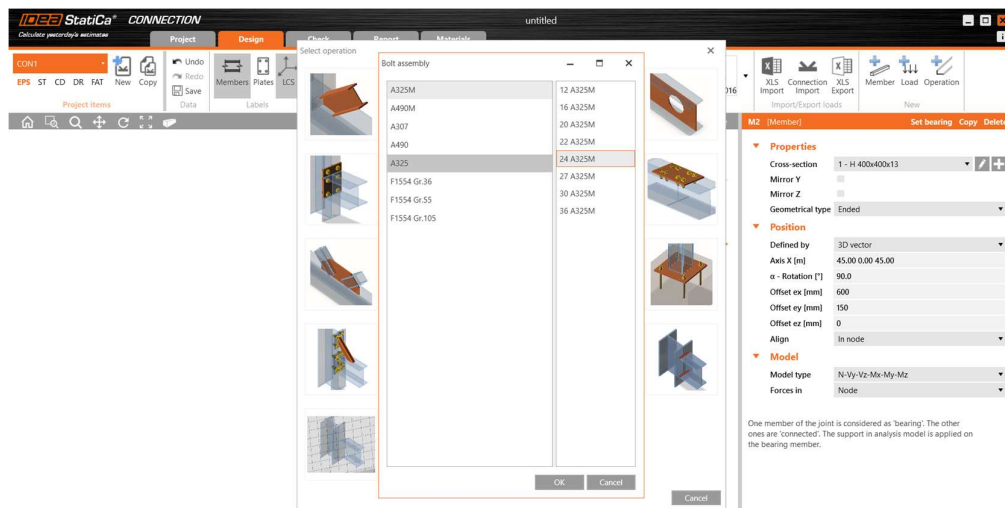 IDEA StatiCa® CONNECTION
Calculate yesterday's estimates
untitled
Project Design Check Report Materials
CON1
EPS ST CD DR FAT
New Copy
Undo
Redo
Save
Members Plates LCS
Project items Data Labels
XLS Import
Connection Import
XLS Export
Member Load Operation
Import/Export loads New
Select operation
Bolt assembly
A325M
A490M
A307
A490
A325
F1554 Gr.36
F1554 Gr.55
F1554 Gr.105
12 A325M
16 A325M
20 A325M
22 A325M
24 A325M
27 A325M
30 A325M
36 A325M
OK Cancel
Cancel
M2 [Member] Set bearing Copy Delete
Properties
Cross-section 1 - H 400x400x13
Mirror Y
Mirror Z
Geometrical type Ended
Position
Defined by 3D vector
Axis X [m] 45.00 0.00 45.00
α - Rotation [°] 90.0
Offset ex [mm] 600
Offset ey [mm] 150
Offset ez [mm] 0
Align In node
Model
Model type N-Vy-Vz-Mx-My-Mz
Forces in Node
One member of the joint is considered as 'bearing'. The other
ones are 'connected'. The support in analysis model is applied on
the bearing member.